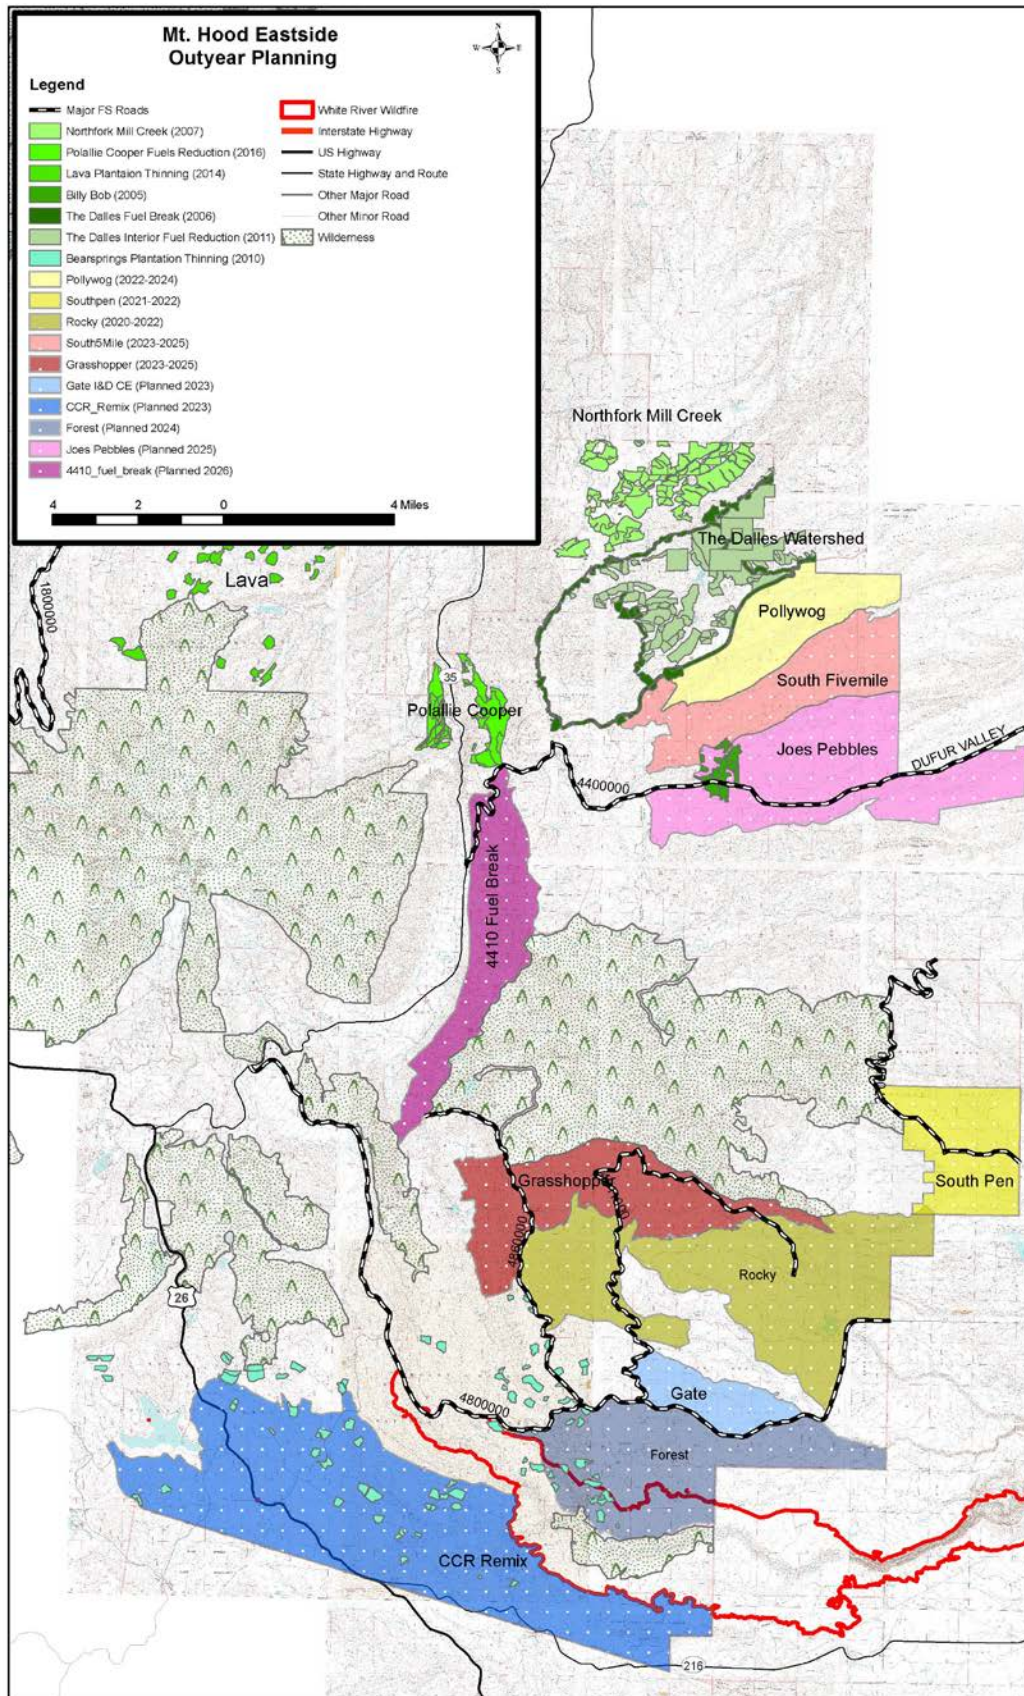 Mt. Hood Eastside
Outyear Planning
N
W E
S
Legend
Major FS Roads
Northfork Mill Creek (2007)
Polallie Cooper Fuels Reduction (2016)
Lava Plantaion Thinning (2014)
Billy Bob (2005)
The Dalles Fuel Break (2006)
The Dalles Interior Fuel Reduction (2011)
Bearsprings Plantation Thinning (2010)
Pollywog (2022-2024)
Southpen (2021-2022)
Rocky (2020-2022)
South5Mile (2023-2025)
Grasshopper (2023-2025)
Gate I&D CE (Planned 2023)
CCR_Remix (Planned 2023)
Forest (Planned 2024)
Joes Pebbles (Planned 2025)
4410_fuel_break (Planned 2026)
White River Wildfire
Interstate Highway
US Highway
State Highway and Route
Other Major Road
Other Minor Road
Wilderness
4 2 0 4 Miles
Northfork Mill Creek
The Dalles Watershed
Lava
1800000
Pollywog
35
South Fivemile
Polallie Cooper
Joes Pebbles
DUFUR VALLEY
4400000
4410 Fuel Break
Grasshopper
South Pen
4860000
Rocky
26
Gate
4800000
Forest
CCR Remix
216